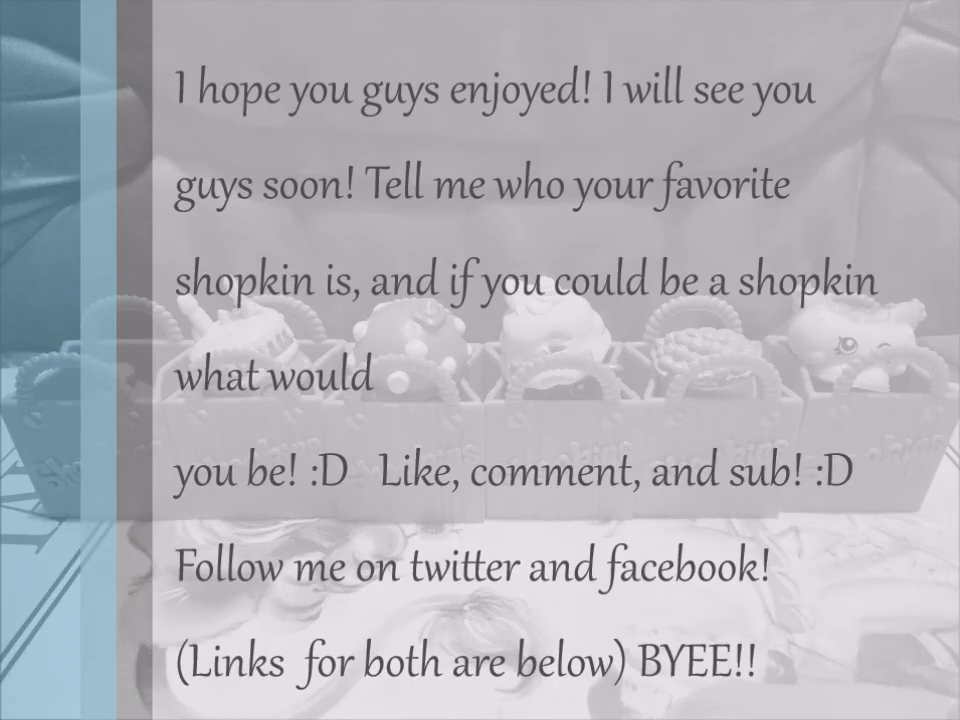 I hope you guys enjoyed! I will see you
guys soon! Tell me who your favorite
shopkin is, and if you could be a shopkin
what would
you be! :D   Like, comment, and sub! :D
Follow me on twitter and facebook!
(Links  for both are below) BYEE!!